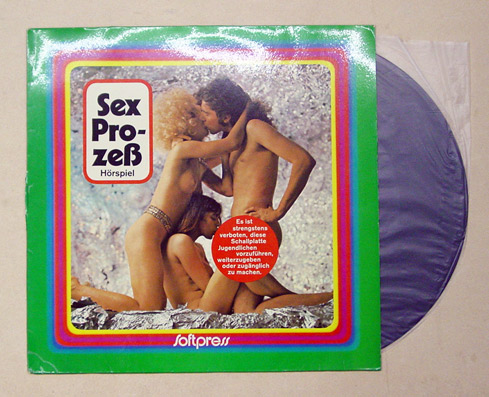 Sex
Pro-
zeß
Hörspiel
Es ist
strengstens
verboten, diese
Schallplatte
Jugendlichen
vorzuführen,
weiterzugeben
oder zugänglich
zu machen.
Softpress